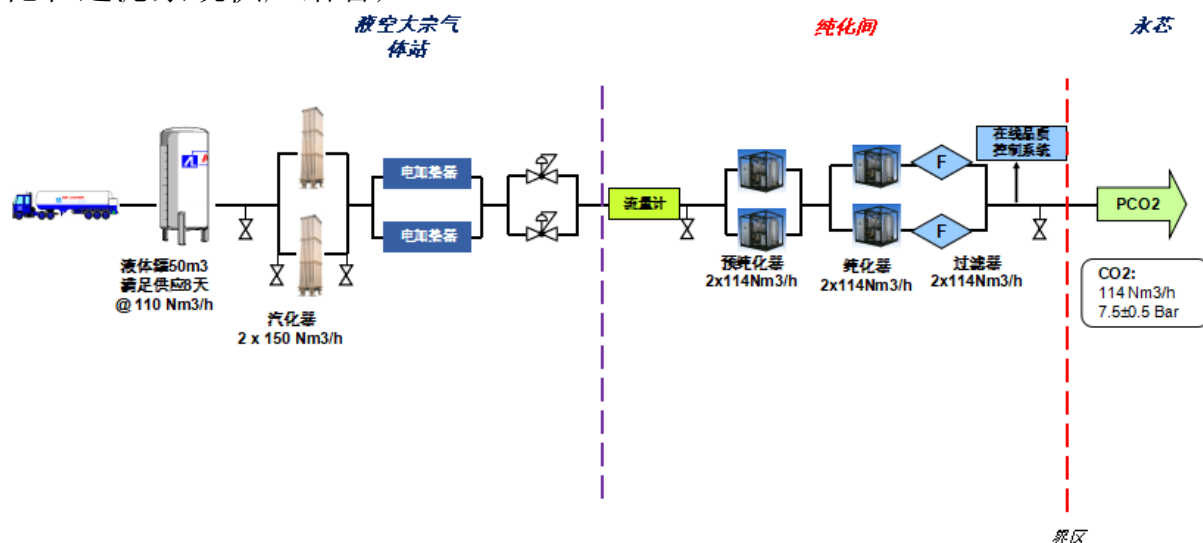 液空大宗气
体站
纯化间
永芯
电加热器
电加热器
流量计
在线品质
控制系统
F
F
PCO2
液体罐50m3
满足供应8天
@ 110 Nm3/h
汽化器
2 x 150 Nm3/h
预纯化器
2x114Nm3/h
纯化器
2x114Nm3/h
过滤器
2x114Nm3/h
CO2:
114 Nm3/h
7.5±0.5 Bar
界区